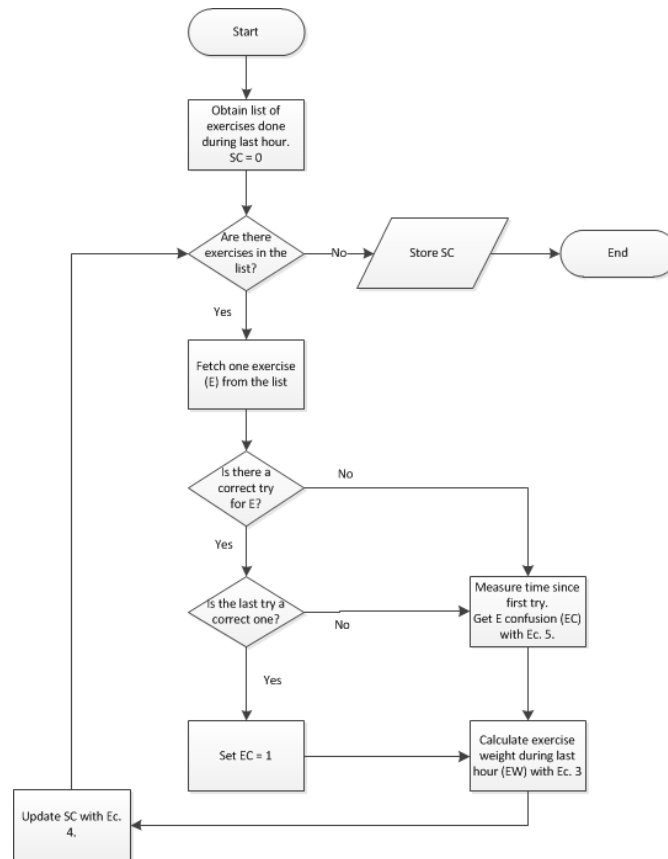 Start
Obtain list of
exercises done
during last hour.
SC = 0
Are there
exercises in the
list?
No
Store SC
End
Yes
Fetch one exercise
(E) from the list
Is there a
correct try
for E?
No
Yes
Is the last try a
correct one?
No
Measure time since
first try.
Get E confusion (EC)
with Ec. 5.
Yes
Set EC = 1
Calculate exercise
weight during last
hour (EW) with Ec. 3
Update SC with Ec.
4.